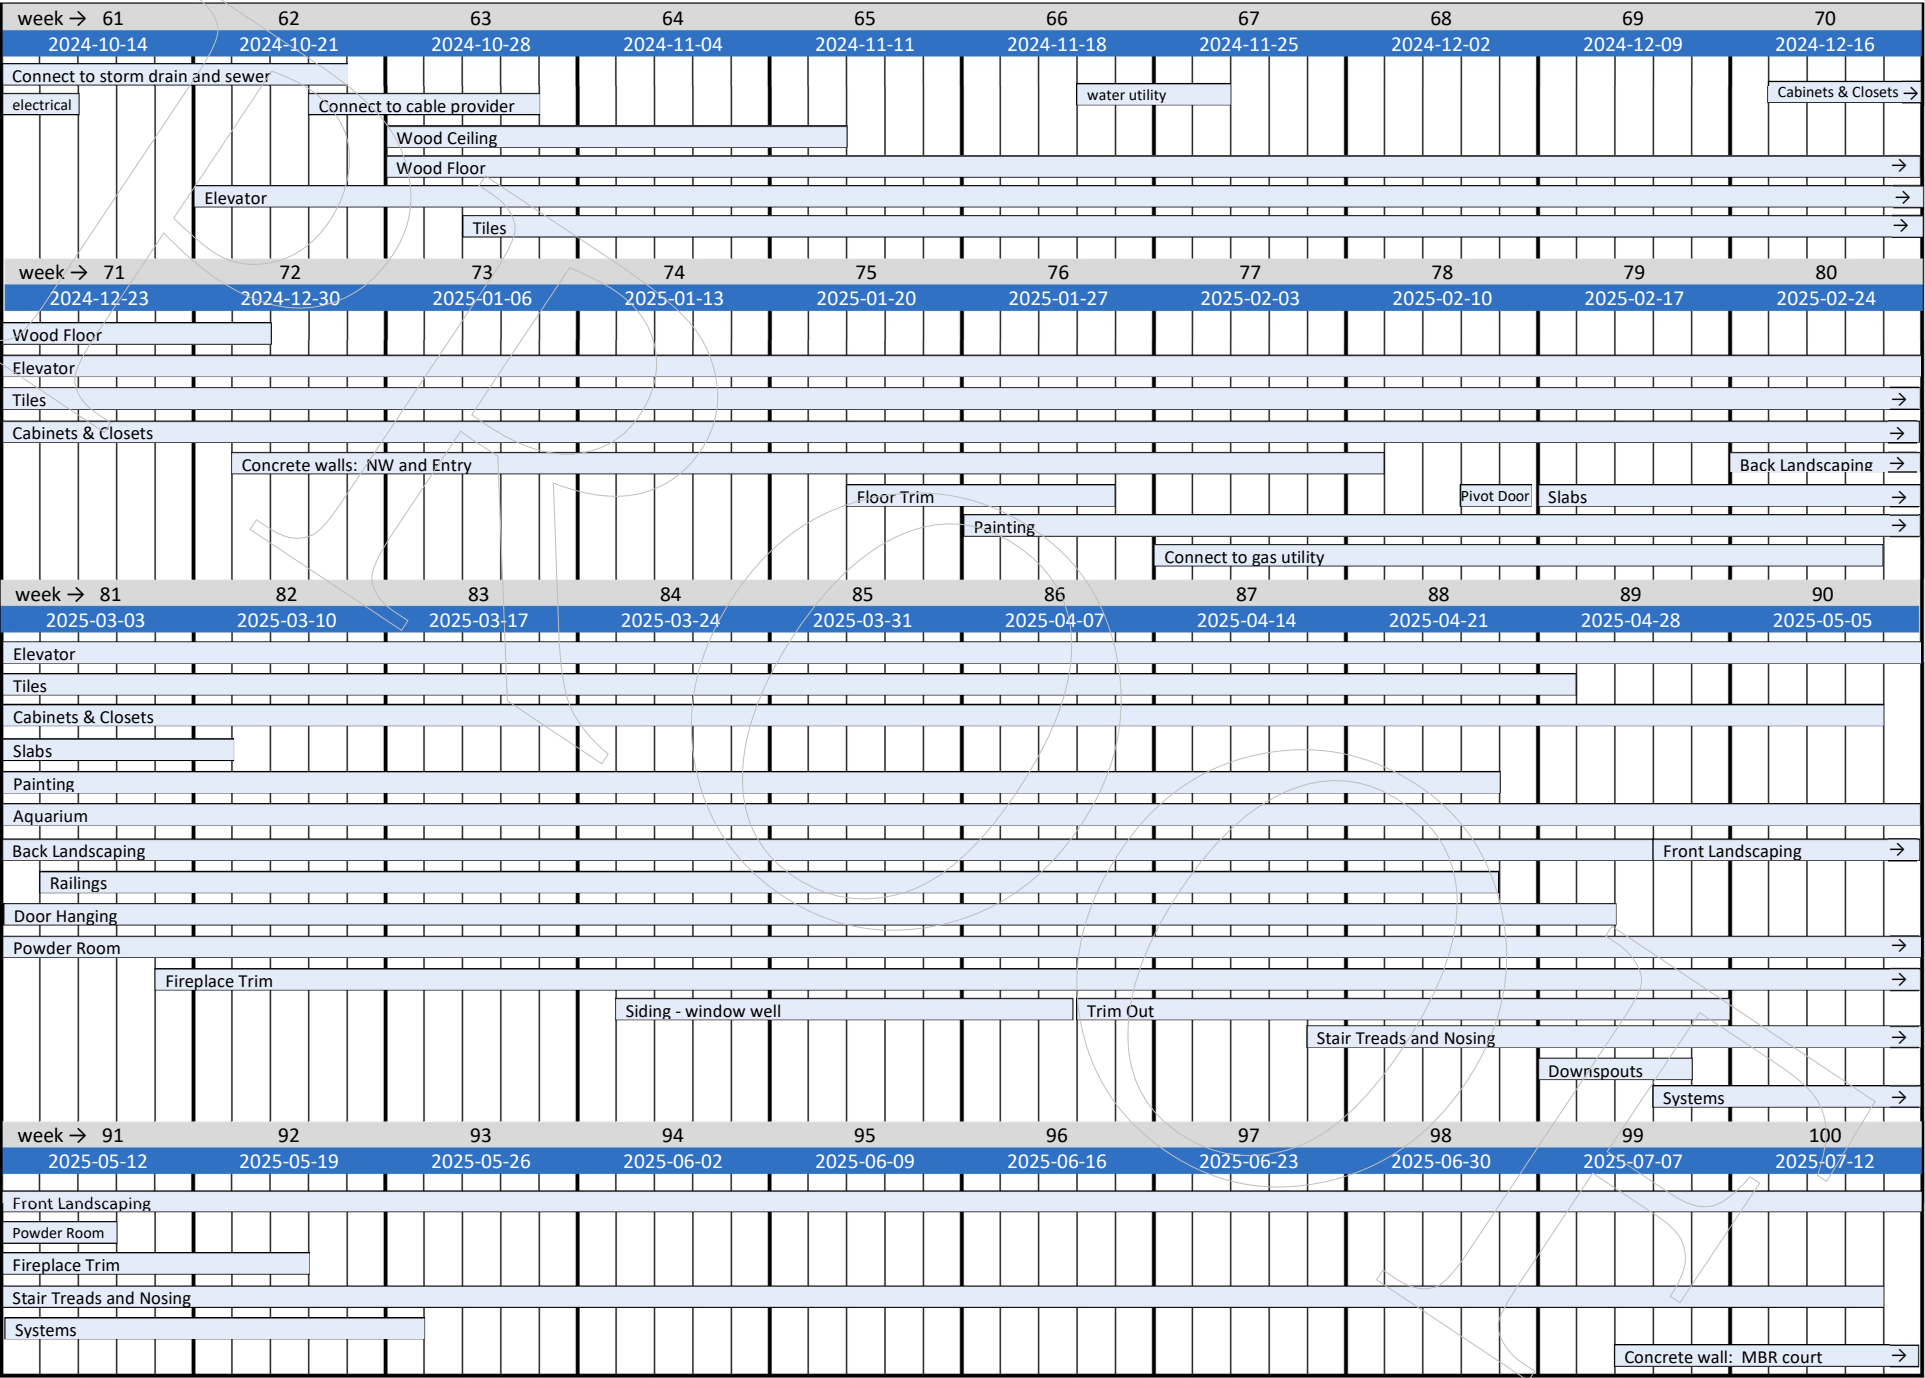 week → 61 62 63 64 65 66 67 68 69 70
2024-10-14 2024-10-21 2024-10-28 2024-11-04 2024-11-11 2024-11-18 2024-11-25 2024-12-02 2024-12-09 2024-12-16
Connect to storm drain and sewer
electrical Connect to cable provider water utility Cabinets & Closets →
Wood Ceiling
Wood Floor →
Elevator →
Tiles →
week → 71 72 73 74 75 76 77 78 79 80
2024-12-23 2024-12-30 2025-01-06 2025-01-13 2025-01-20 2025-01-27 2025-02-03 2025-02-10 2025-02-17 2025-02-24
Wood Floor
Elevator
Tiles →
Cabinets & Closets →
Concrete walls: NW and Entry Back Landscaping →
Floor Trim Pivot Door Slabs →
Painting →
Connect to gas utility
week → 81 82 83 84 85 86 87 88 89 90
2025-03-03 2025-03-10 2025-03-17 2025-03-24 2025-03-31 2025-04-07 2025-04-14 2025-04-21 2025-04-28 2025-05-05
Elevator
Tiles
Cabinets & Closets
Slabs
Painting
Aquarium
Back Landscaping Front Landscaping →
Railings
Door Hanging
Powder Room →
Fireplace Trim →
Siding - window well Trim Out
Stair Treads and Nosing →
Downspouts
Systems →
week → 91 92 93 94 95 96 97 98 99 100
2025-05-12 2025-05-19 2025-05-26 2025-06-02 2025-06-09 2025-06-16 2025-06-23 2025-06-30 2025-07-07 2025-07-12
Front Landscaping
Powder Room
Fireplace Trim
Stair Treads and Nosing
Systems
Concrete wall: MBR court →